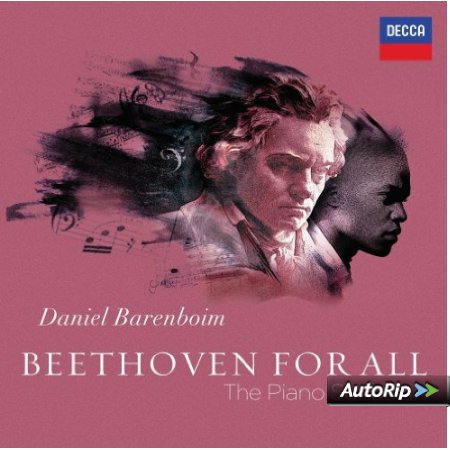 DECCA
Daniel Barenboim
BEETHOVEN FOR ALL
The Piano
AutoRip